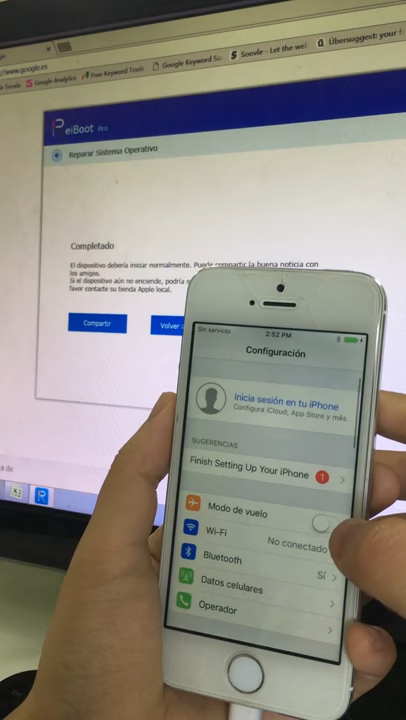 www.google.es
Google Analytics
Free Keyword Tools
Google Keyword
Soovle - Let the we
Übersuggest: your
eiBoot Pro
Reparar Sistema Operativo
Completado
El dispositivo debería iniciar normalmente. Puede compartir la buena noticia con
los amigos.
Si el dispositivo aún no enciende, podría
favor contacte su tienda Apple local.
Compartir
Volver
Sin servicio
2:52 PM
Configuración
Inicia sesión en tu iPhone
Configura iCloud, App Store y más.
SUGERENCIAS
Finish Setting Up Your iPhone 1
Modo de vuelo
Wi-Fi No conectado
Bluetooth Sí
Datos celulares
Operador